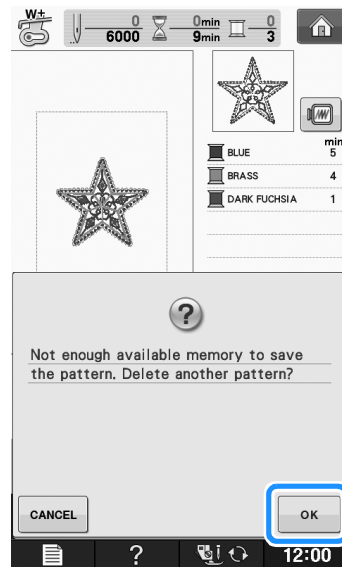 W±
0
6000
0min
9min
0
3
min
BLUE 5
BRASS 4
DARK FUCHSIA 1
?
Not enough available memory to save
the pattern. Delete another pattern?
CANCEL
OK
?
12:00